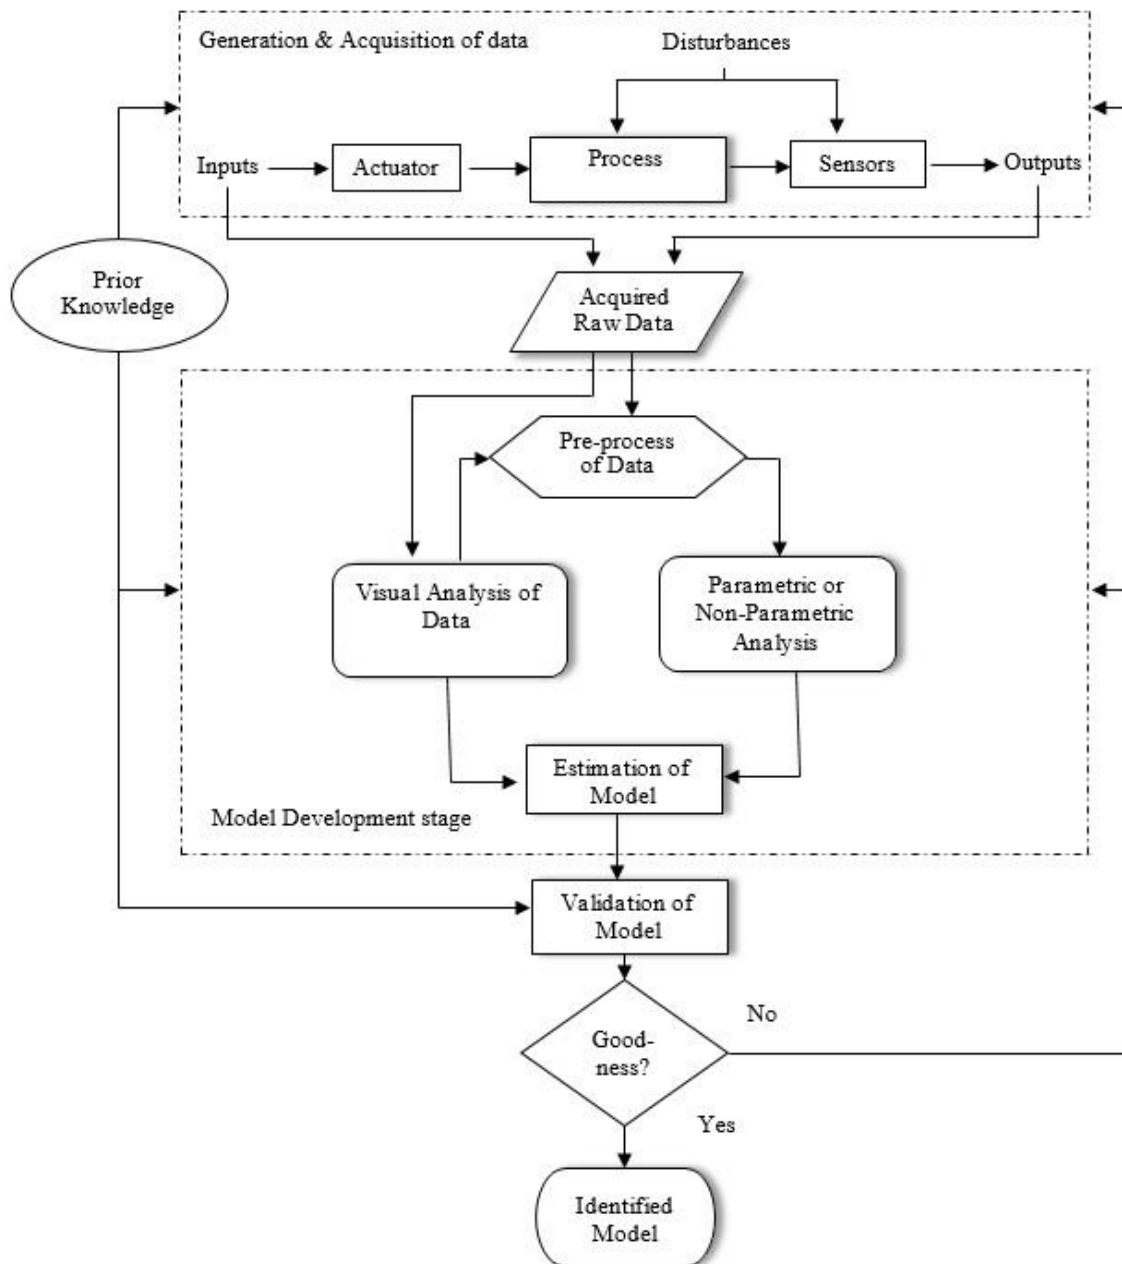 Generation & Acquisition of data
Disturbances
Inputs
Actuator
Process
Sensors
Outputs
Prior
Knowledge
Acquired
Raw Data
Pre-process
of Data
Visual Analysis of
Data
Parametric or
Non-Parametric
Analysis
Estimation of
Model
Model Development stage
Validation of
Model
Good-
ness?
No
Yes
Identified
Model